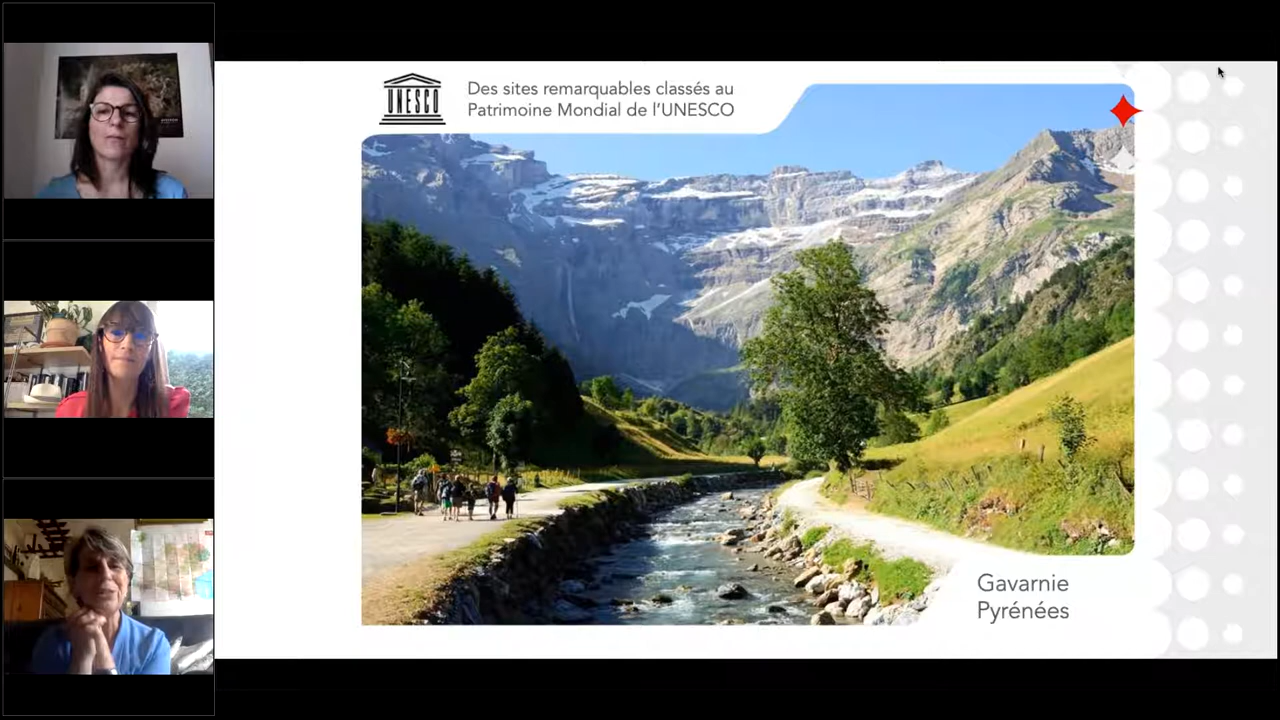 UNESCO
Des sites remarquables classés au
Patrimoine Mondial de l'UNESCO
Gavarnie
Pyrénées